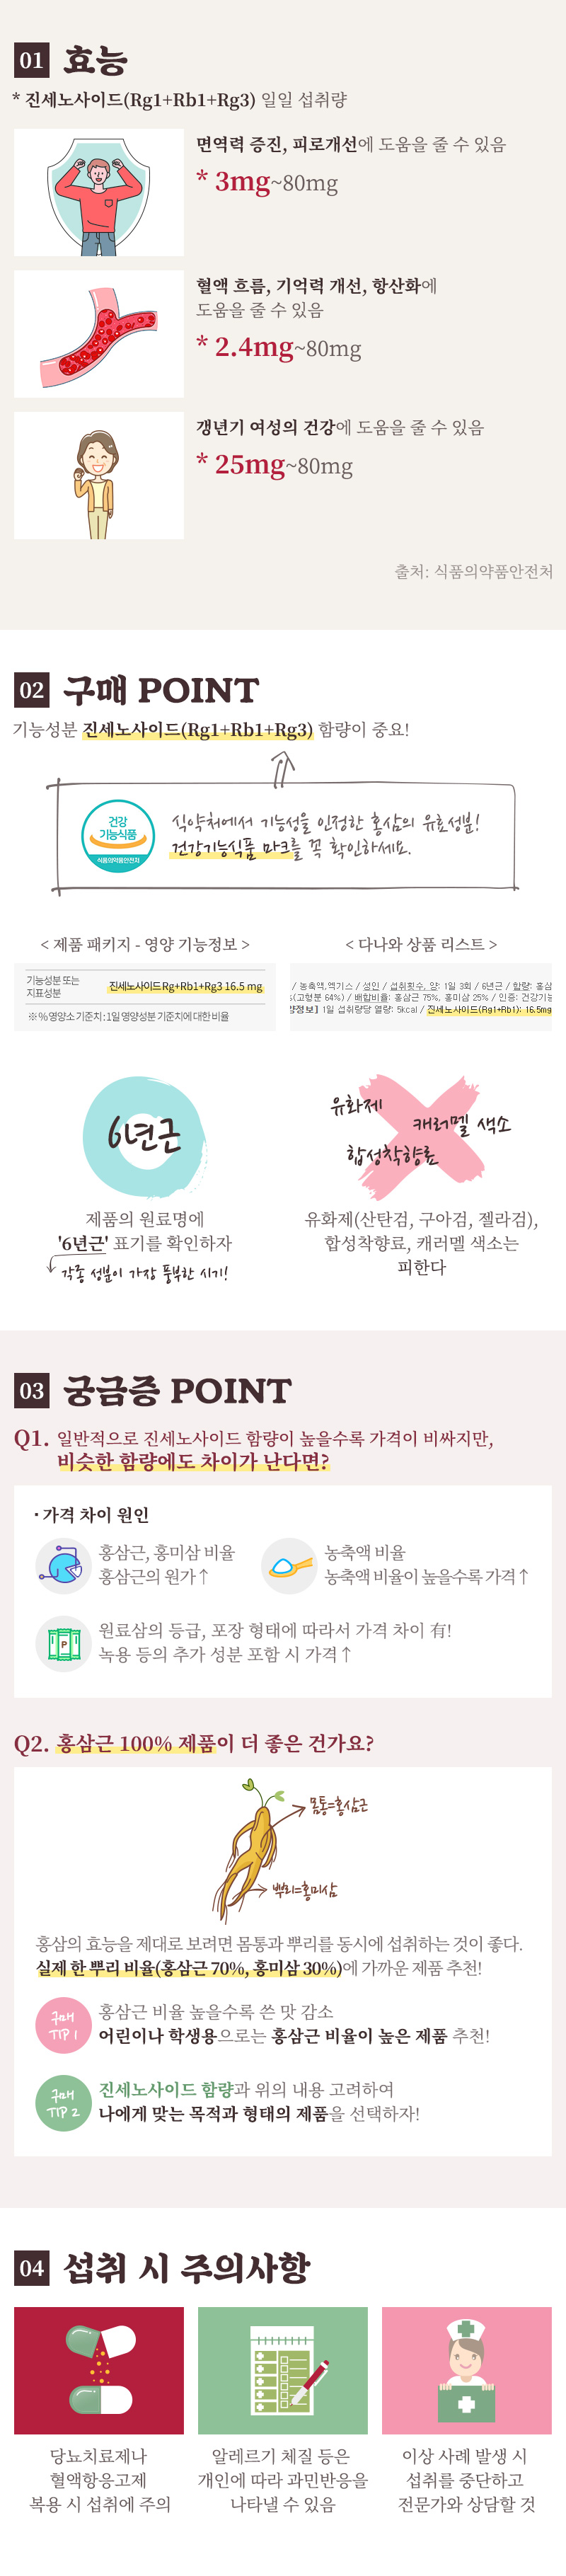 01 효능
* 진세노사이드(Rg1+Rb1+Rg3) 일일 섭취량
면역력 증진, 피로개선에 도움을 줄 수 있음
* 3mg~80mg
혈액 흐름, 기억력 개선, 항산화에
도움을 줄 수 있음
* 2.4mg~80mg
갱년기 여성의 건강에 도움을 줄 수 있음
* 25mg~80mg
출처: 식품의약품안전처
02 구매 POINT
기능성분 진세노사이드(Rg1+Rb1+Rg3) 함량이 중요!
건강
기능식품
식품의약품안전처
식약처에서 기능성을 인정한 홍삼의 유효성분!
건강기능식품 마크를 꼭 확인하세요.
< 제품 패키지 - 영양 기능정보 >
기능성분 또는
지표성분
진세노사이드Rg+Rb1+Rg3 16.5 mg
※ % 영양소 기준치 : 1일 영양성분 기준치에 대한 비율
< 다나와 상품 리스트 >
/ 농축액,엑기스 / 성인 / 섭취횟수, 양: 1일 3회 / 6년근 / 함량: 홍삼
(고형분 64%) / 배합비율: 홍삼근 75%, 홍미삼 25% / 인증: 건강기능
정보] 1일 섭취량당 열량: 5kcal / 진세노사이드(Rg1+Rb1): 16.5mg
6년근
제품의 원료명에
'6년근' 표기를 확인하자
각종 성분이 가장 풍부한 시기!
유화제
캐러멜 색소
합성착향료
유화제(산탄검, 구아검, 젤라검),
합성착향료, 캐러멜 색소는
피한다
03 궁금증 POINT
Q1. 일반적으로 진세노사이드 함량이 높을수록 가격이 비싸지만,
비슷한 함량에도 차이가 난다면?
· 가격 차이 원인
홍삼근, 홍미삼 비율
홍삼근의 원가↑
농축액 비율
농축액 비율이 높을수록 가격↑
P
원료삼의 등급, 포장 형태에 따라서 가격 차이 有!
녹용 등의 추가 성분 포함 시 가격↑
Q2. 홍삼근 100% 제품이 더 좋은 건가요?
몸통=홍삼근
뿌리=홍미삼
홍삼의 효능을 제대로 보려면 몸통과 뿌리를 동시에 섭취하는 것이 좋다.
실제 한 뿌리 비율(홍삼근 70%, 홍미삼 30%)에 가까운 제품 추천!
구매
TIP 1
홍삼근 비율 높을수록 쓴 맛 감소
어린이나 학생용으로는 홍삼근 비율이 높은 제품 추천!
구매
TIP 2
진세노사이드 함량과 위의 내용 고려하여
나에게 맞는 목적과 형태의 제품을 선택하자!
04 섭취 시 주의사항
당뇨치료제나
혈액항응고제
복용 시 섭취에 주의
알레르기 체질 등은
개인에 따라 과민반응을
나타낼 수 있음
이상 사례 발생 시
섭취를 중단하고
전문가와 상담할 것